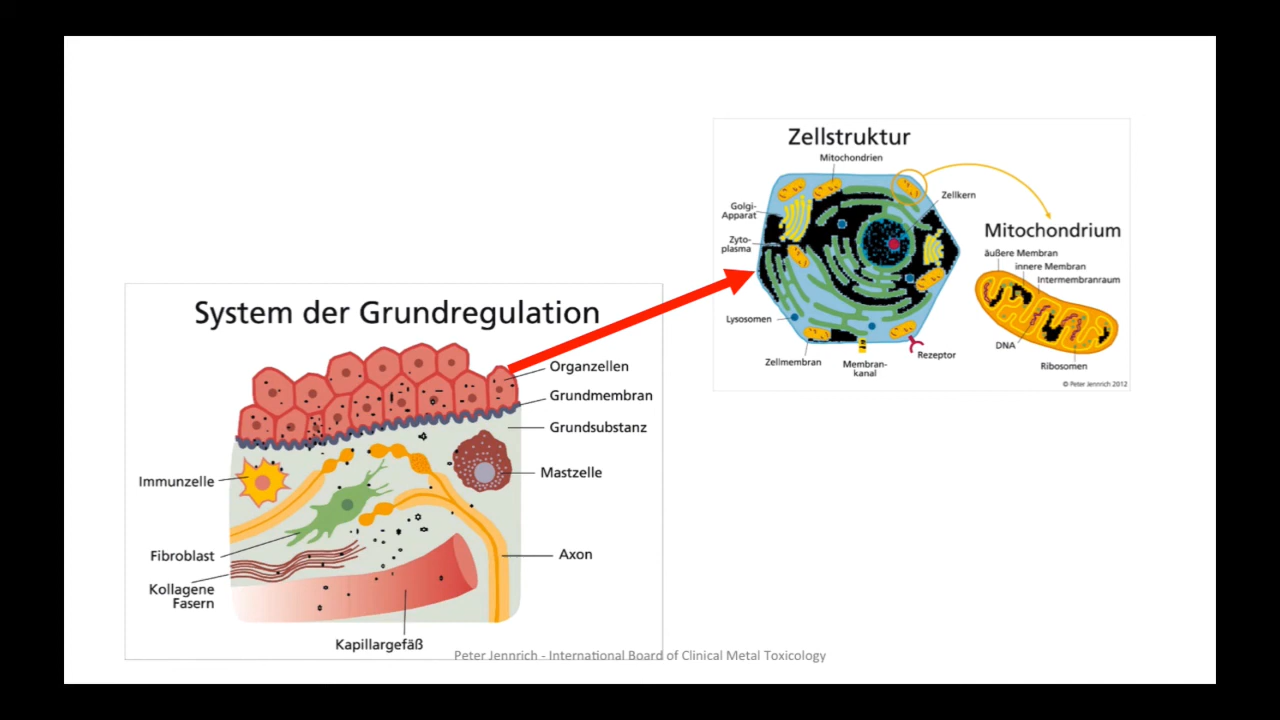 Zellstruktur
Mitochondrien
Golgi-
Apparat
Zellkern
Zyto-
plasma
Mitochondrium
äußere Membran
innere Membran
Intermembranraum
Lysosomen
DNA
Rezeptor
Zellmembran
Membran-
kanal
Ribosomen
© Peter Jennrich 2012
System der Grundregulation
Organzellen
Grundmembran
Grundsubstanz
Immunzelle
Mastzelle
Fibroblast
Axon
Kollagene
Fasern
Kapillargefäß
Peter Jennrich - International Board of Clinical Metal Toxicology